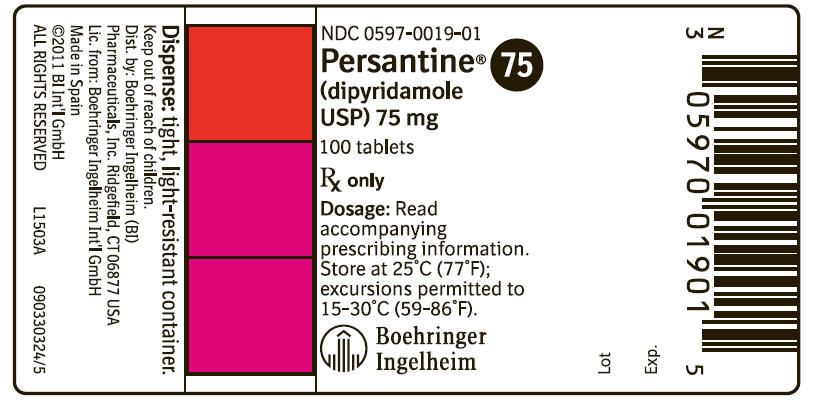 Dispense: tight, light-resistant container.
Keep out of reach of children.
Dist. by: Boehringer Ingelheim (BI)
Pharmaceuticals, Inc. Ridgefield, CT 06877 USA
Lic. from: Boehringer Ingelheim Int'l GmbH
Made in Spain
©2011 BI Int'l GmbH
ALL RIGHTS RESERVED L1503A 090330324/5
NDC 0597-0019-01
Persantine® 75
(dipyridamole
USP) 75 mg
100 tablets
℞ only
Dosage: Read
accompanying
prescribing information.
Store at 25˚C (77˚F);
excursions permitted to
15-30˚C (59-86˚F).
Boehringer
Ingelheim
Lot
Exp.
N
3 05970 01901 5